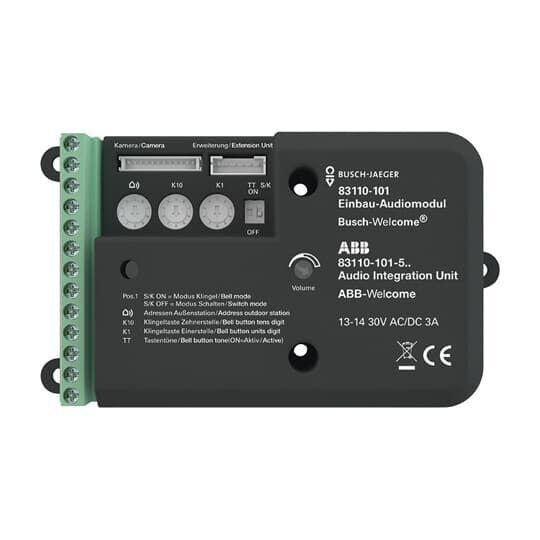 Kamera/Camera
Erweiterung/Extension Unit
K10
K1
TT S/K
ON
OFF
Pos.1 S/K ON = Modus Klingel/Bell mode
S/K OFF = Modus Schalten/Switch mode
Adressen Außenstation/Address outdoor station
K10 Klingeltaste Zehnerstelle/Bell button tens digit
K1 Klingeltaste Einerstelle/Bell button units digit
TT Tastentöne/Bell button tone(ON=Aktiv/Active)
Volume
BUSCH-JAEGER
83110-101
Einbau-Audiomodul
Busch-Welcome®
ABB
83110-101-5..
Audio Integration Unit
ABB-Welcome
13-14 30V AC/DC 3A
CE